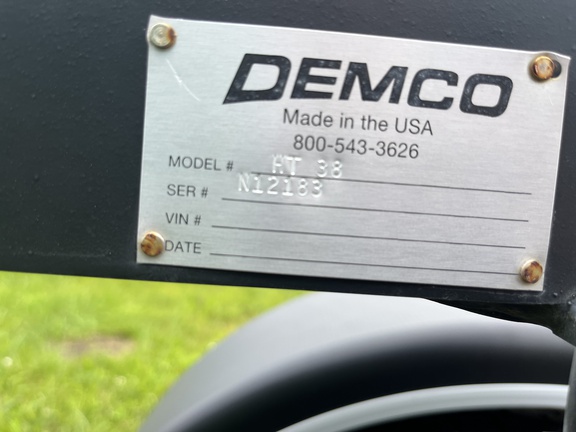 DEMCO
Made in the USA
800-543-3626
MODEL # HT 38
SER # N12183
VIN #
DATE